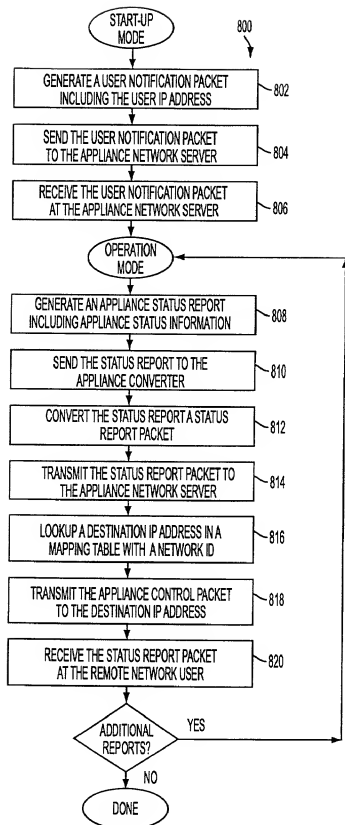 START-UP
MODE
800
GENERATE A USER NOTIFICATION PACKET
INCLUDING THE USER IP ADDRESS
802
SEND THE USER NOTIFICATION PACKET
TO THE APPLIANCE NETWORK SERVER
804
RECEIVE THE USER NOTIFICATION PACKET
AT THE APPLIANCE NETWORK SERVER
806
OPERATION
MODE
GENERATE AN APPLIANCE STATUS REPORT
INCLUDING APPLIANCE STATUS INFORMATION
808
SEND THE STATUS REPORT TO THE
APPLIANCE CONVERTER
810
CONVERT THE STATUS REPORT A STATUS
REPORT PACKET
812
TRANSMIT THE STATUS REPORT PACKET TO
THE APPLIANCE NETWORK SERVER
814
LOOKUP A DESTINATION IP ADDRESS IN A
MAPPING TABLE WITH A NETWORK ID
816
TRANSMIT THE APPLIANCE CONTROL PACKET
TO THE DESTINATION IP ADDRESS
818
RECEIVE THE STATUS REPORT PACKET
AT THE REMOTE NETWORK USER
820
ADDITIONAL
REPORTS?
YES
NO
DONE